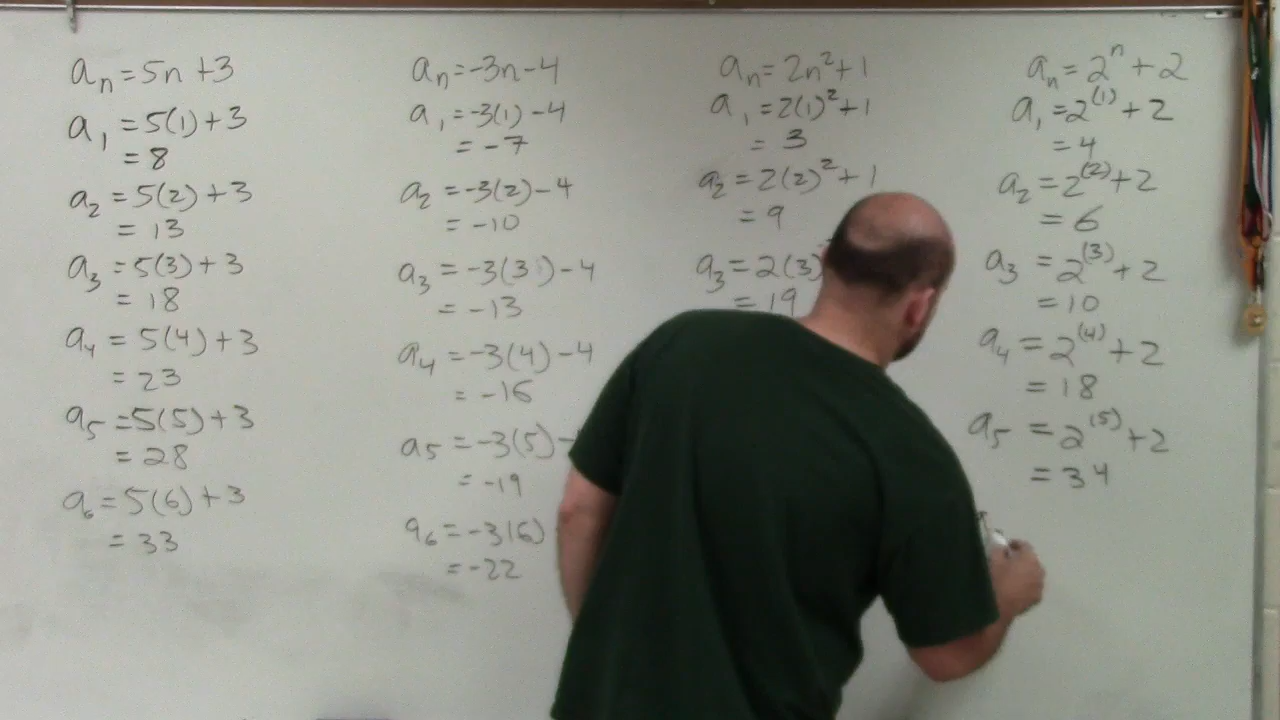 aₙ = 5n + 3
a₁ = 5(1) + 3
= 8
a₂ = 5(2) + 3
= 13
a₃ = 5(3) + 3
= 18
a₄ = 5(4) + 3
= 23
a₅ = 5(5) + 3
= 28
a₆ = 5(6) + 3
= 33
aₙ = -3n - 4
a₁ = -3(1) - 4
= -7
a₂ = -3(2) - 4
= -10
a₃ = -3(3) - 4
= -13
a₄ = -3(4) - 4
= -16
a₅ = -3(5) -
= -19
a₆ = -3(6)
= -22
aₙ = 2n² + 1
a₁ = 2(1)² + 1
= 3
a₂ = 2(2)² + 1
= 9
a₃ = 2(3)
= 19
aₙ = 2ⁿ + 2
a₁ = 2⁽¹⁾ + 2
= 4
a₂ = 2⁽²⁾ + 2
= 6
a₃ = 2⁽³⁾ + 2
= 10
a₄ = 2⁽⁴⁾ + 2
= 18
a₅ = 2⁽⁵⁾ + 2
= 34